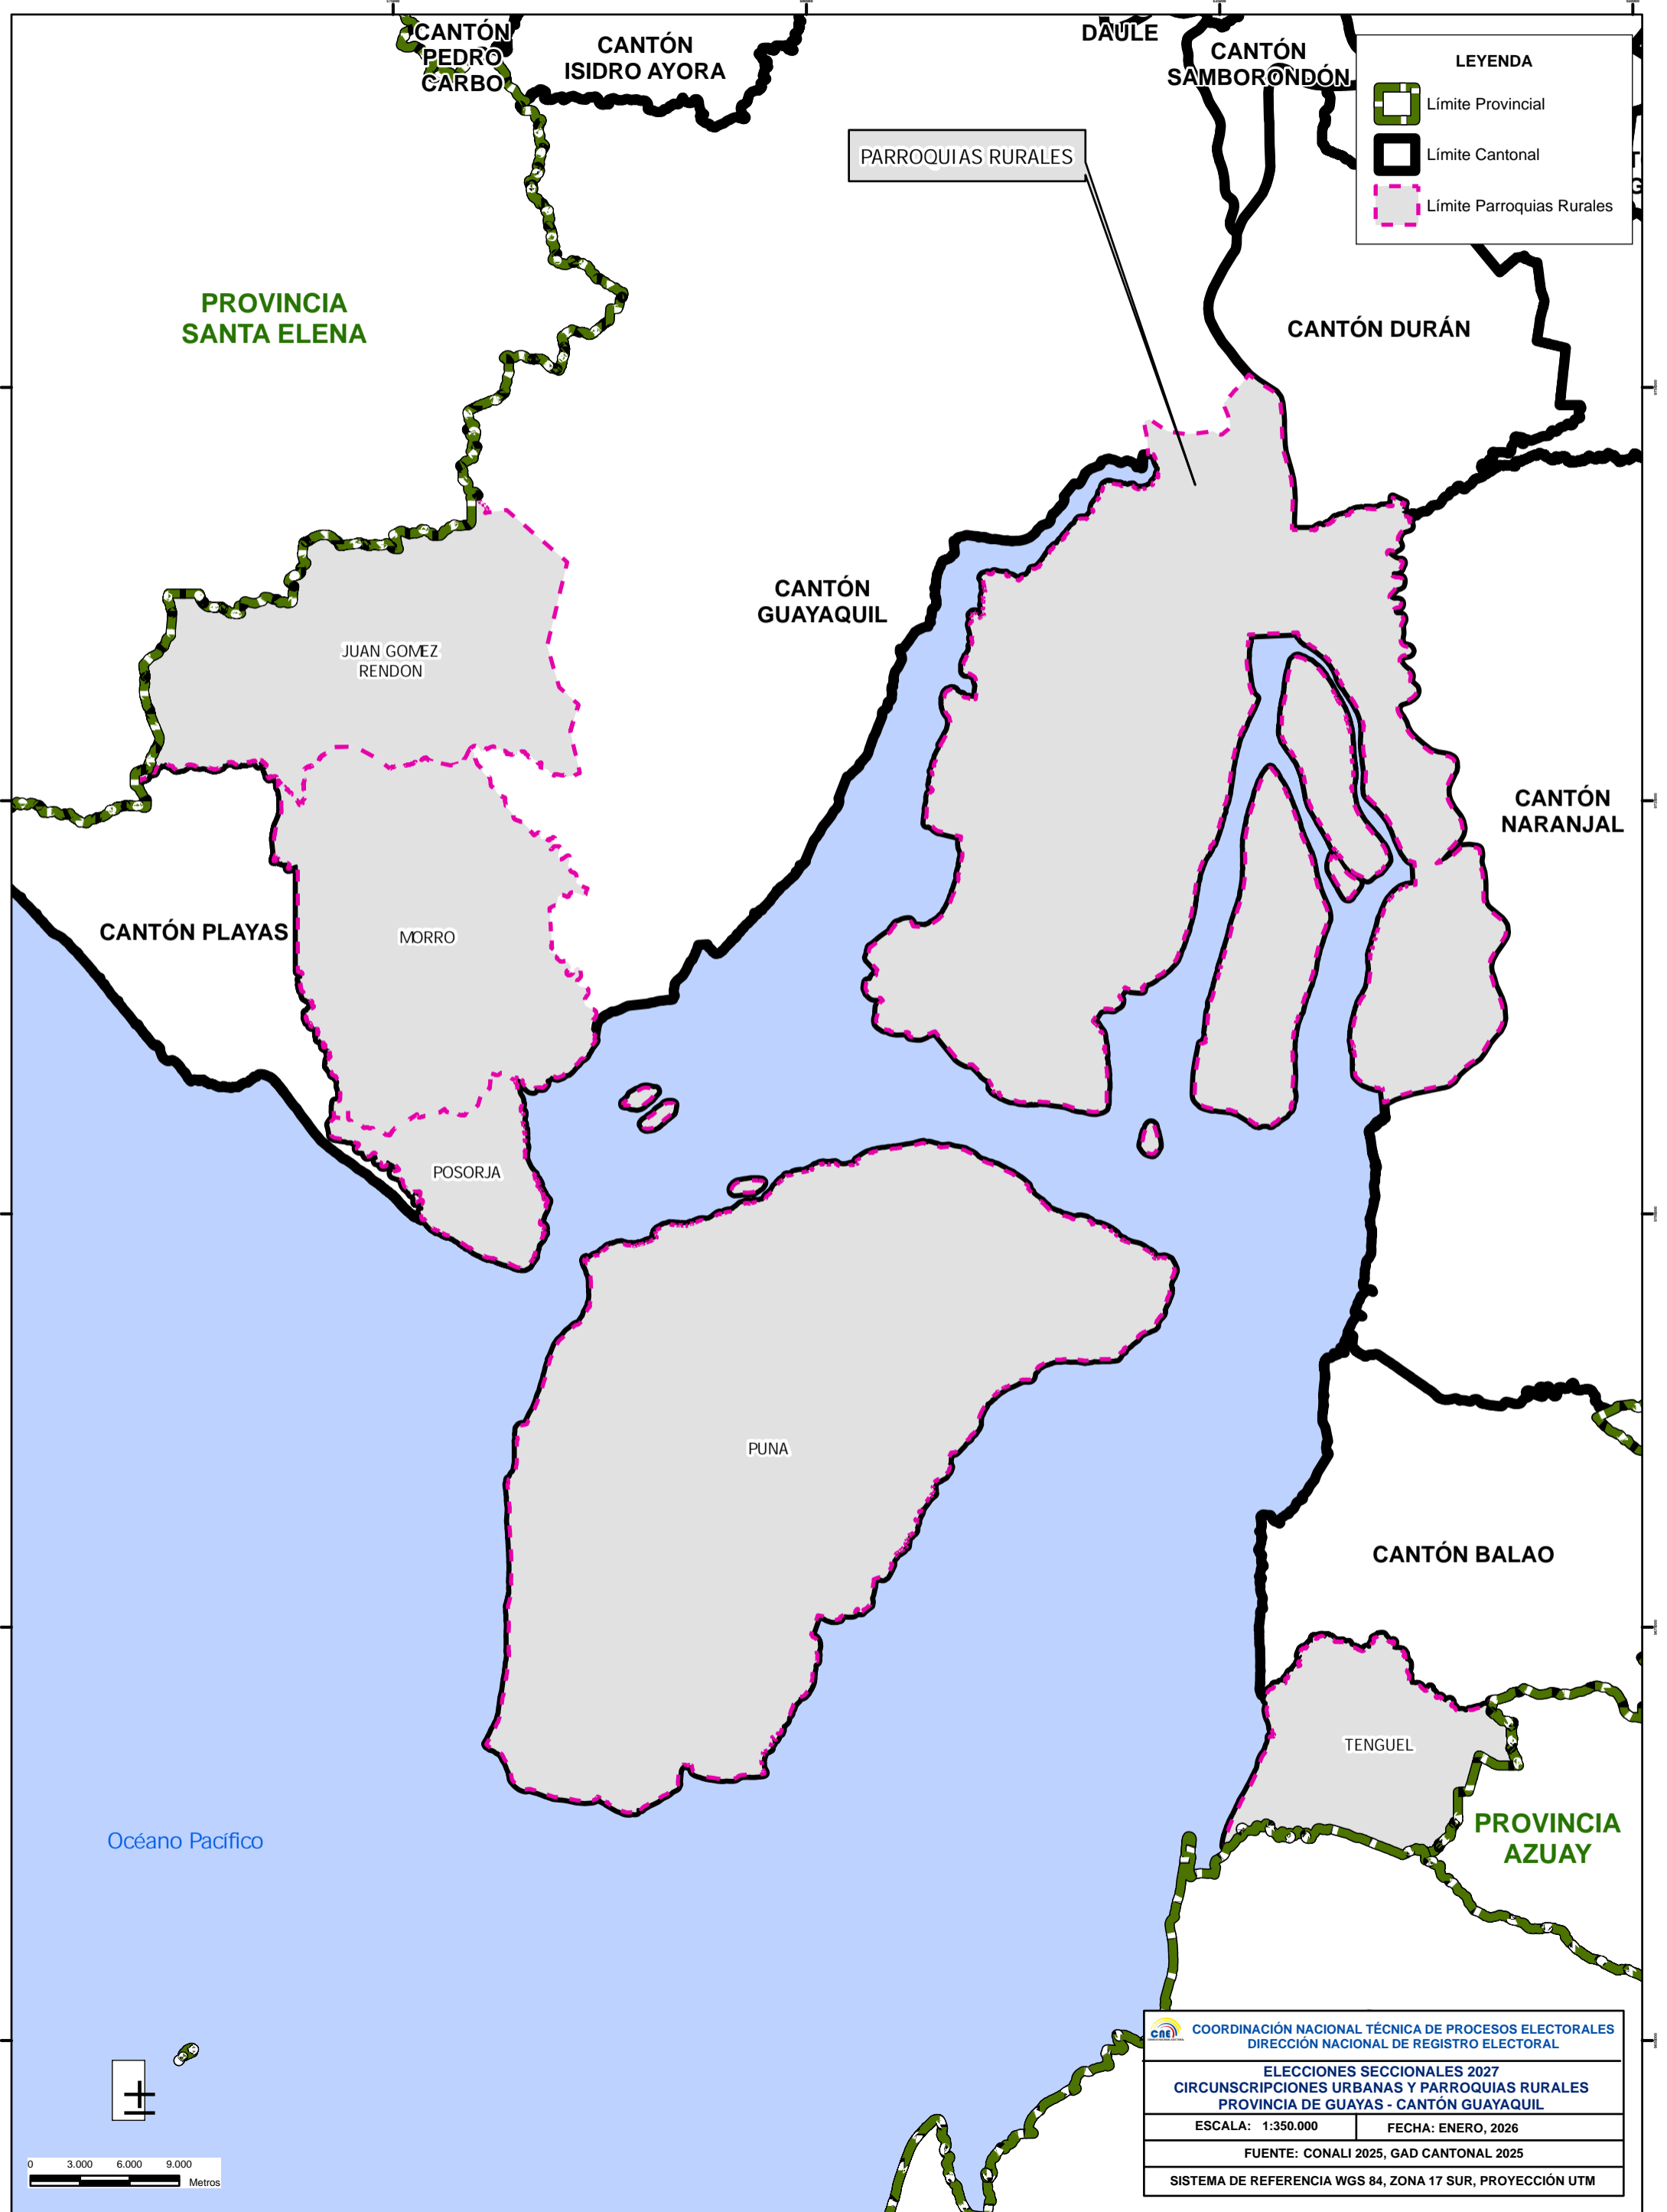 CANTÓN
PEDRO
CARBO
CANTÓN
ISIDRO AYORA
DAULE
CANTÓN
SAMBORONDÓN
LEYENDA
Límite Provincial
Límite Cantonal
Límite Parroquias Rurales
PARROQUIAS RURALES
PROVINCIA
SANTA ELENA
CANTÓN DURÁN
CANTÓN
GUAYAQUIL
JUAN GOMEZ
RENDON
CANTÓN
NARANJAL
CANTÓN PLAYAS
MORRO
POSORJA
PUNA
CANTÓN BALAO
TENGUEL
PROVINCIA
AZUAY
Océano Pacífico
0 3.000 6.000 9.000
Metros
CNE
COORDINACIÓN NACIONAL TÉCNICA DE PROCESOS ELECTORALES
DIRECCIÓN NACIONAL DE REGISTRO ELECTORAL
ELECCIONES SECCIONALES 2027
CIRCUNSCRIPCIONES URBANAS Y PARROQUIAS RURALES
PROVINCIA DE GUAYAS - CANTÓN GUAYAQUIL
ESCALA: 1:350.000
FECHA: ENERO, 2026
FUENTE: CONALI 2025, GAD CANTONAL 2025
SISTEMA DE REFERENCIA WGS 84, ZONA 17 SUR, PROYECCIÓN UTM